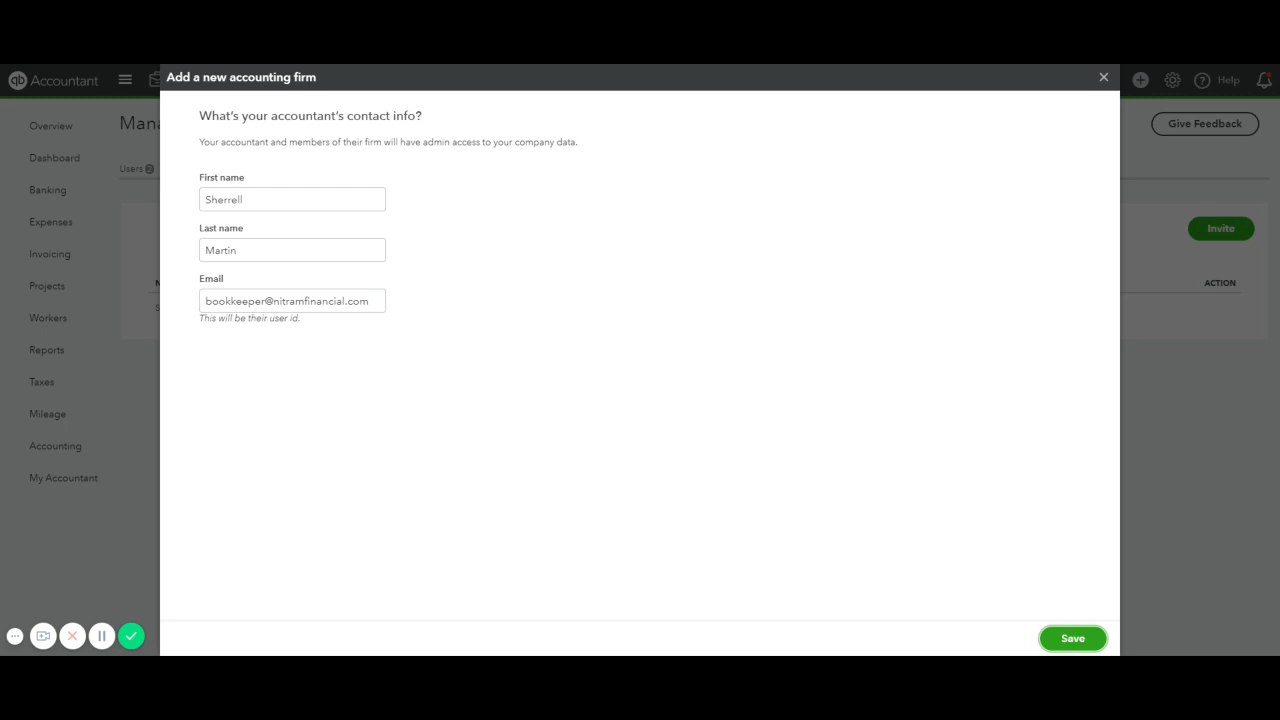 qb Accountant
Add a new accounting firm
Help
Overview
Dashboard
Banking
Expenses
Invoicing
Projects
Workers
Reports
Taxes
Mileage
Accounting
My Accountant
Users 2
Give Feedback
Invite
ACTION
What's your accountant's contact info?
Your accountant and members of their firm will have admin access to your company data.
First name
Sherrell
Last name
Martin
Email
bookkeeper@nitramfinancial.com
This will be their user id.
Save